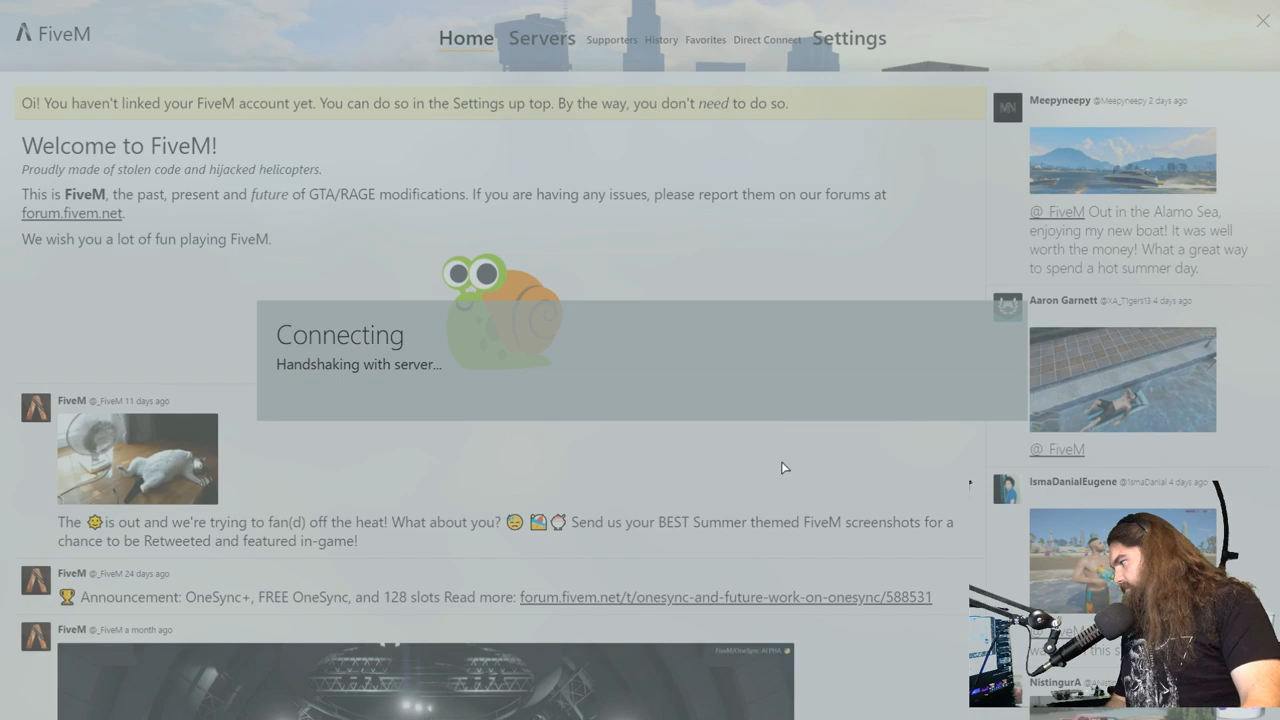 FiveM
Home Servers Supporters History Favorites Direct Connect Settings
Oi! You haven't linked your FiveM account yet. You can do so in the Settings up top. By the way, you don't need to do so.
Welcome to FiveM!
Proudly made of stolen code and hijacked helicopters.
This is FiveM, the past, present and future of GTA/RAGE modifications. If you are having any issues, please report them on our forums at
forum.fivem.net.
We wish you a lot of fun playing FiveM.
Connecting
Handshaking with server...
FiveM @_FiveM 11 days ago
The 🌞is out and we're trying to fan(d) off the heat! What about you? 😓 🏖 🍧 Send us your BEST Summer themed FiveM screenshots for a
chance to be Retweeted and featured in-game!
FiveM @_FiveM 24 days ago
🏆 Announcement: OneSync+, FREE OneSync, and 128 slots Read more: forum.fivem.net/t/onesync-and-future-work-on-onesync/588531
FiveM @_FiveM a month ago
FiveM/OneSync ALPHA
MN
Meepyneepy @Meepyneepy 2 days ago
@_FiveM Out in the Alamo Sea,
enjoying my new boat! It was well
worth the money! What a great way
to spend a hot summer day.
Aaron Garnett @XA_T1gers13 4 days ago
@_FiveM
IsmaDanialEugene @1smaDanial 4 days ago
NistingurA